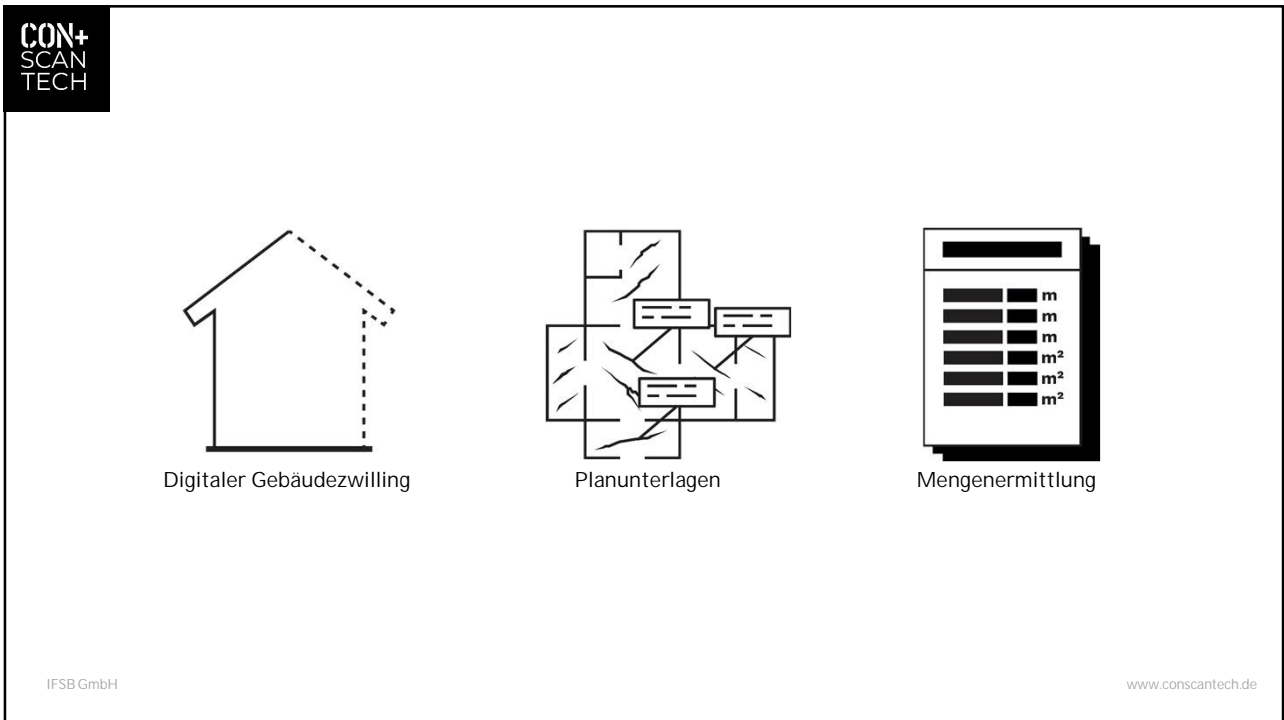 CON+
SCAN
TECH
m
m
m
m²
m²
m²
Digitaler Gebäudezwilling
Planunterlagen
Mengenermittlung
IFSB GmbH
www.conscantech.de